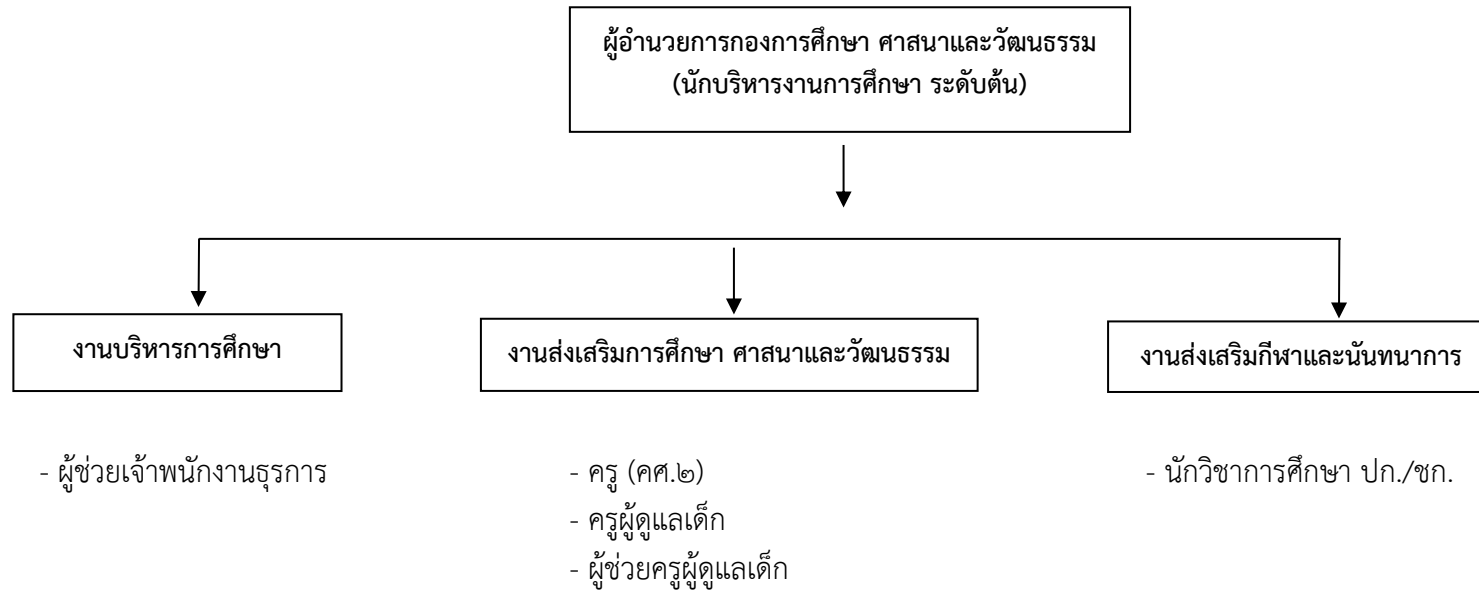 ผู้อำนวยการกองการศึกษา ศาสนาและวัฒนธรรม
(นักบริหารงานการศึกษา ระดับต้น)
งานบริหารการศึกษา
งานส่งเสริมการศึกษา ศาสนาและวัฒนธรรม
งานส่งเสริมกีฬาและนันทนาการ
- ผู้ช่วยเจ้าพนักงานธุรการ
- ครู (คศ.๒)
- ครูผู้ดูแลเด็ก
- ผู้ช่วยครูผู้ดูแลเด็ก
- นักวิชาการศึกษา ปก./ชก.